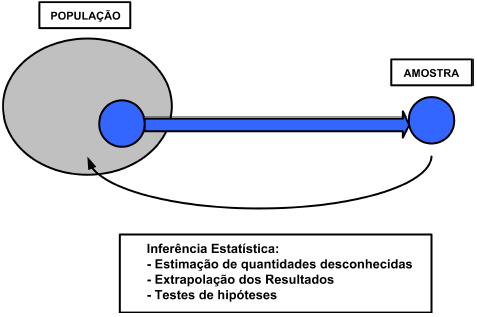 POPULAÇÃO
AMOSTRA
Inferência Estatística:
- Estimação de quantidades desconhecidas
- Extrapolação dos Resultados
- Testes de hipóteses